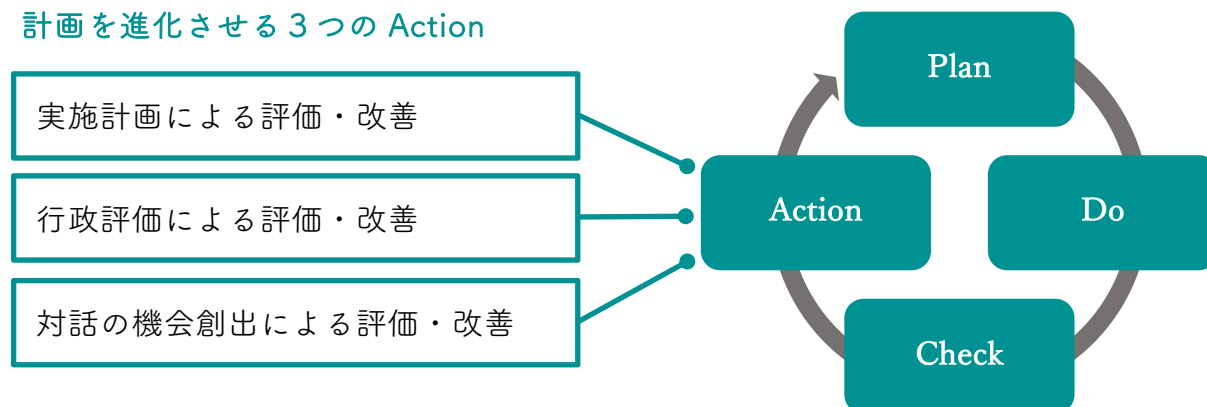 計画を進化させる３つの Action
実施計画による評価・改善
行政評価による評価・改善
対話の機会創出による評価・改善
Plan
Action
Do
Check